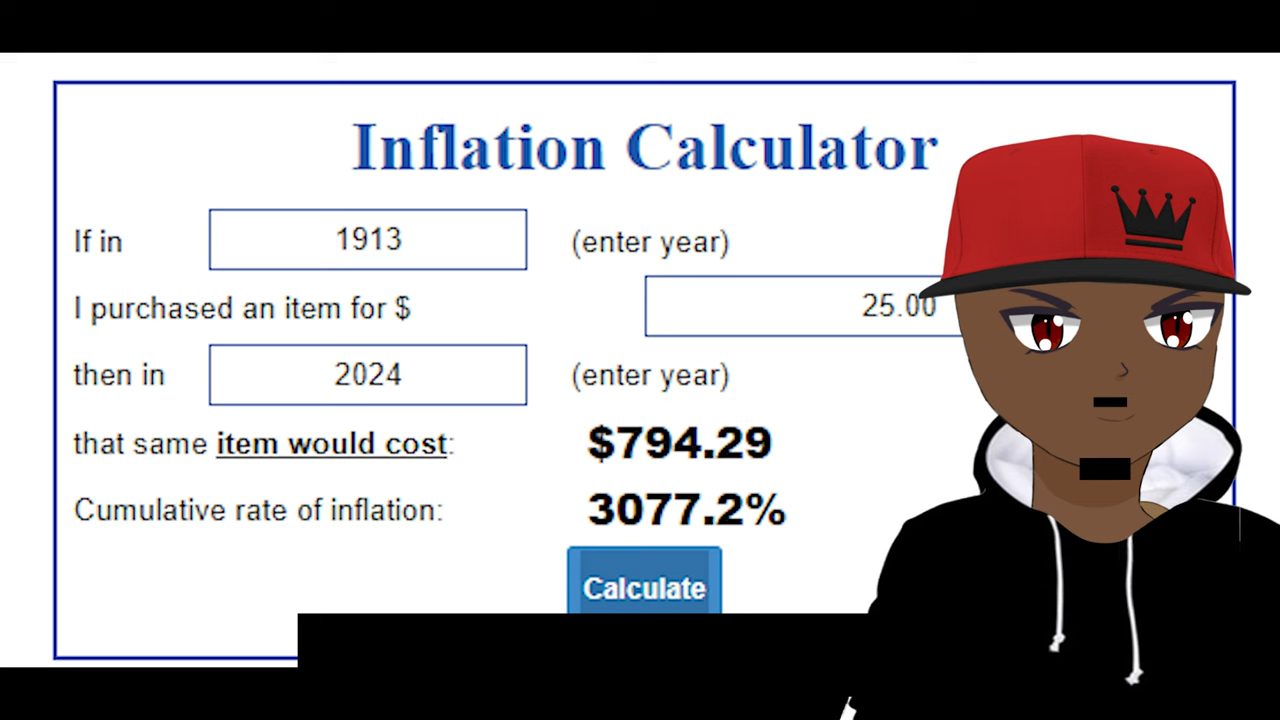 Inflation Calculator
If in 1913 (enter year)
I purchased an item for $ 25.00
then in 2024 (enter year)
that same item would cost: $794.29
Cumulative rate of inflation: 3077.2%
Calculate